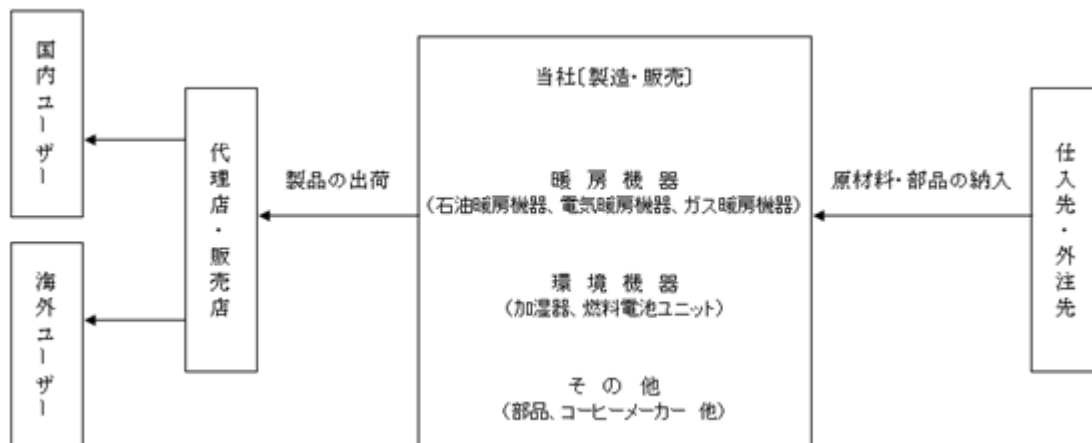 国内ユーザー
海外ユーザー
代理店・販売店
製品の出荷
当社〔製造・販売〕
暖房機器
（石油暖房機器、電気暖房機器、ガス暖房機器）
環境機器
（加湿器、燃料電池ユニット）
その他
（部品、コーヒーメーカー 他）
原材料・部品の納入
仕入先・外注先